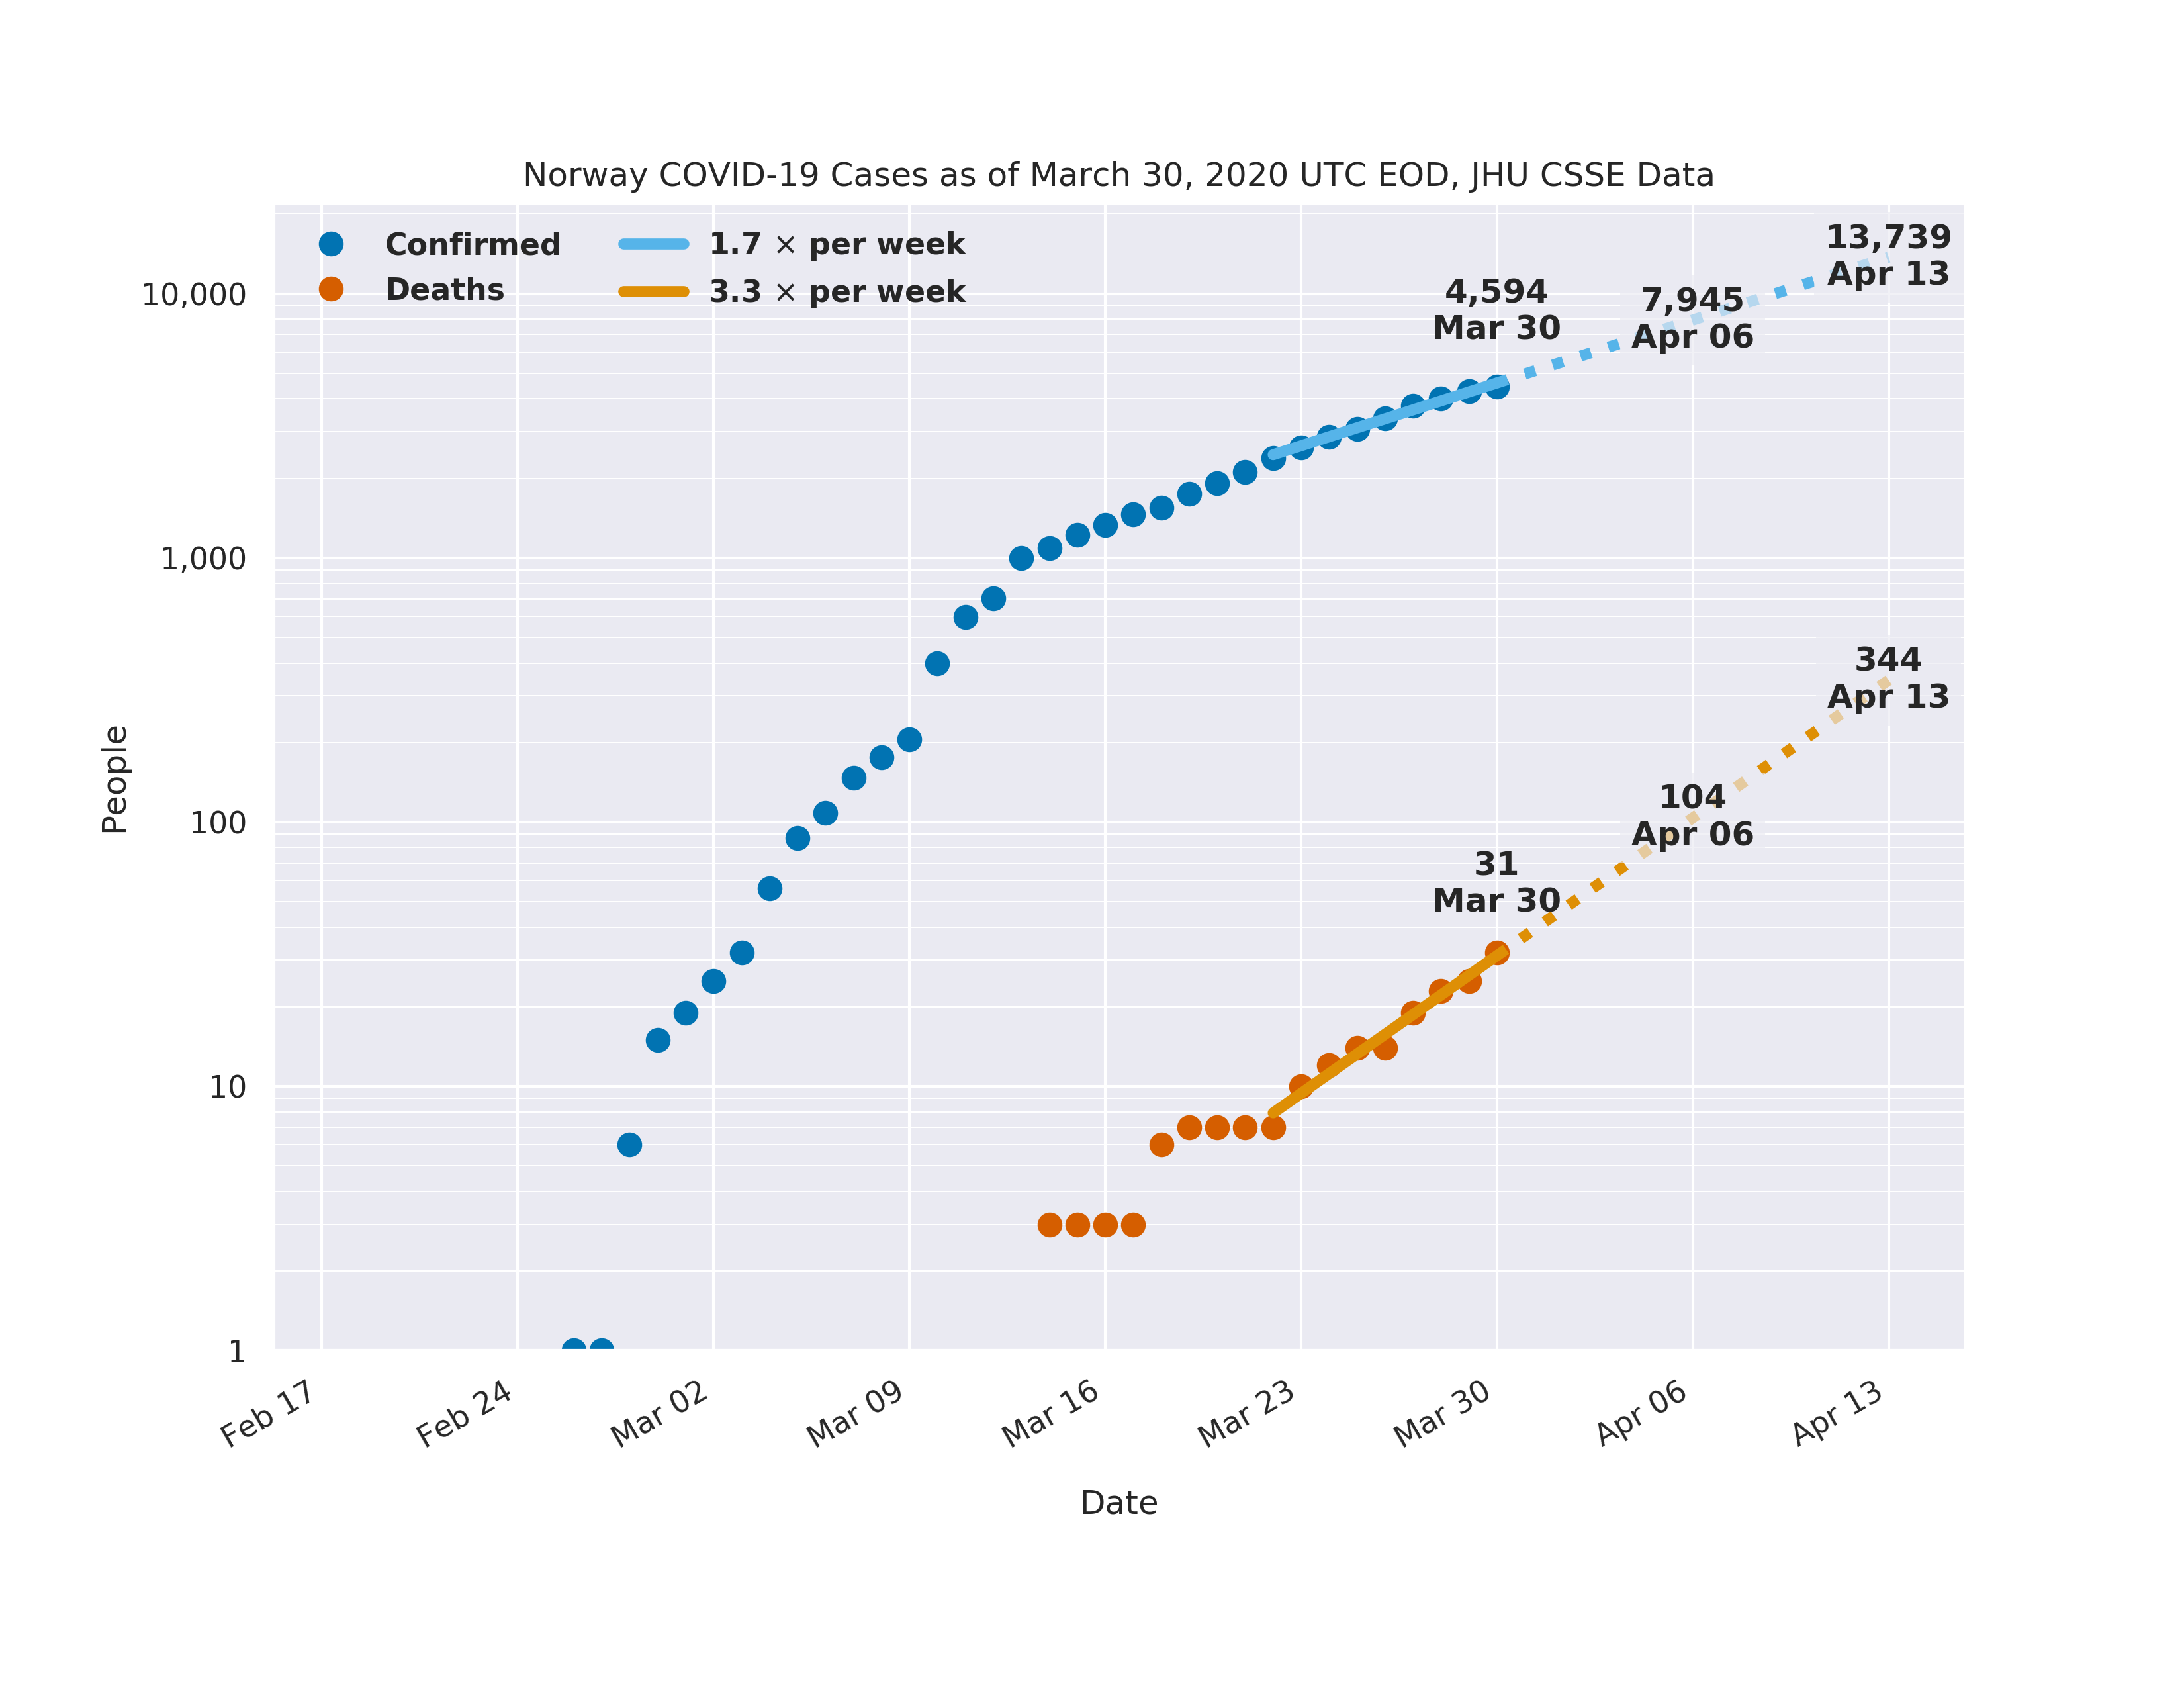 Norway COVID-19 Cases as of March 30, 2020 UTC EOD, JHU CSSE Data
Confirmed
Deaths
1.7 × per week
3.3 × per week
4,594
Mar 30
7,945
Apr 06
13,739
Apr 13
31
Mar 30
104
Apr 06
344
Apr 13
People
10,000
1,000
100
10
1
Feb 17
Feb 24
Mar 02
Mar 09
Mar 16
Mar 23
Mar 30
Apr 06
Apr 13
Date